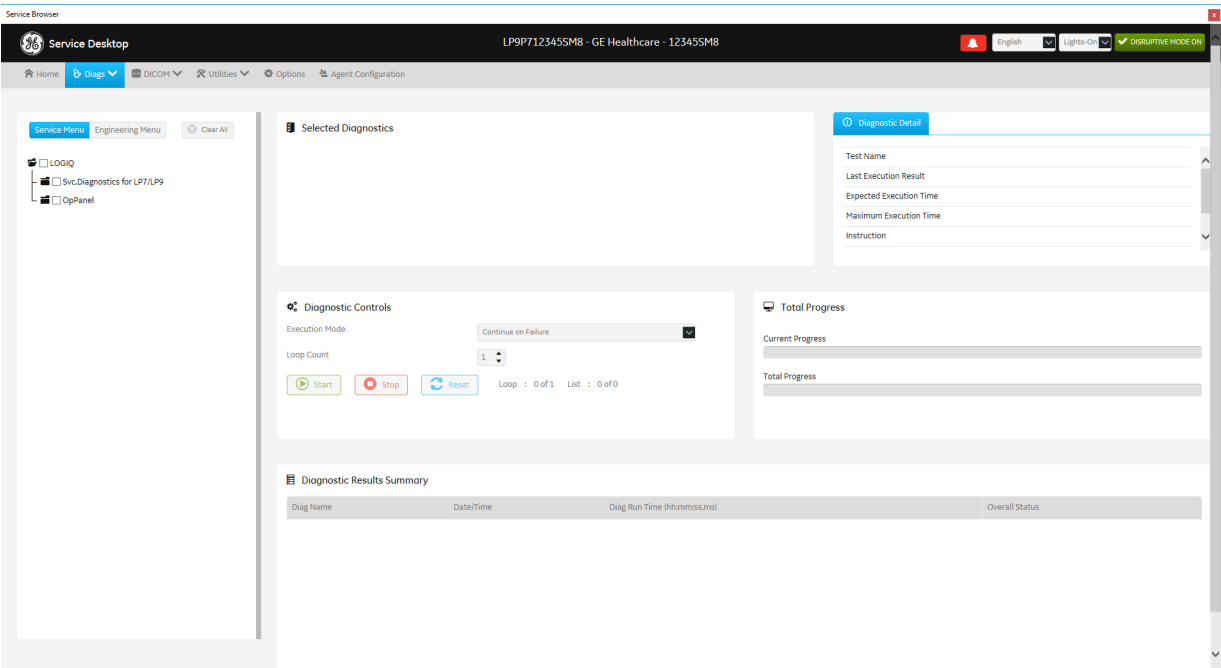 Service Browser
x
Service Desktop
LP9P712345SM8 - GE Healthcare - 12345SM8
English
Lights-On
DISRUPTIVE MODE ON
Home
Diags
DICOM
Utilities
Options
Agent Configuration
Service Menu
Engineering Menu
Clear All
LOGIQ
Svc.Diagnostics for LP7/LP9
OpPanel
Selected Diagnostics
Diagnostic Detail
Test Name
Last Execution Result
Expected Execution Time
Maximum Execution Time
Instruction
Diagnostic Controls
Execution Mode
Continue on Failure
Loop Count
1
Start
Stop
Reset
Loop : 0 of 1 List : 0 of 0
Total Progress
Current Progress
Total Progress
Diagnostic Results Summary
Diag Name
Date/Time
Diag Run Time (hh:mm:ss.ms)
Overall Status